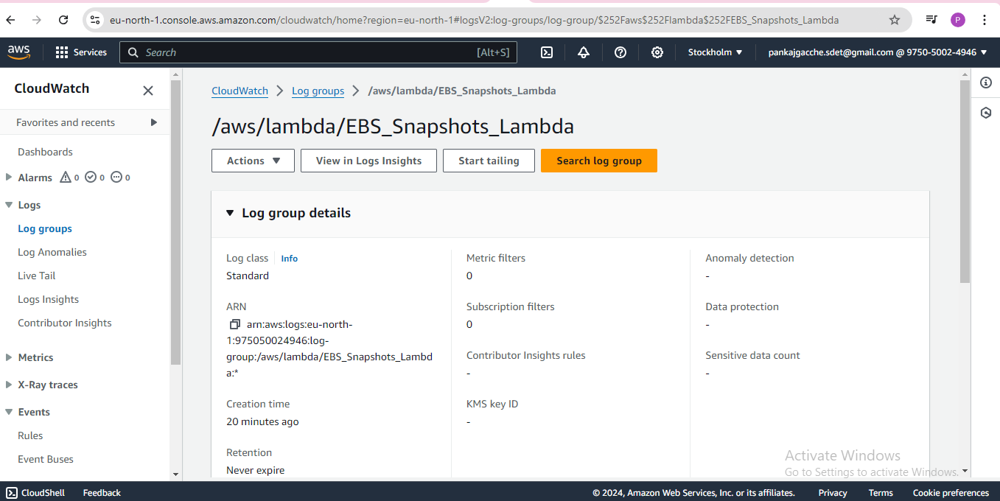 eu-north-1.console.aws.amazon.com/cloudwatch/home?region=eu-north-1#logsV2:log-groups/log-group/$252Faws$252Flambda$252FEBS_Snapshots_Lambda
P
aws
Services
Search
[Alt+S]
Stockholm
pankajgacche.sdet@gmail.com @ 9750-5002-4946
CloudWatch
Favorites and recents
Dashboards
Alarms 0 0 0
Logs
Log groups
Log Anomalies
Live Tail
Logs Insights
Contributor Insights
Metrics
X-Ray traces
Events
Rules
Event Buses
CloudWatch
Log groups
/aws/lambda/EBS_Snapshots_Lambda
/aws/lambda/EBS_Snapshots_Lambda
Actions
View in Logs Insights
Start tailing
Search log group
Log group details
Log class
Info
Standard
ARN
arn:aws:logs:eu-north-
1:975050024946:log-
group:/aws/lambda/EBS_Snapshots_Lambd
a:*
Creation time
20 minutes ago
Retention
Never expire
Metric filters
0
Subscription filters
0
Contributor Insights rules
-
KMS key ID
-
Anomaly detection
-
Data protection
-
Sensitive data count
-
Activate Windows
Go to Settings to activate Windows.
CloudShell
Feedback
© 2024, Amazon Web Services, Inc. or its affiliates.
Privacy
Terms
Cookie preferences